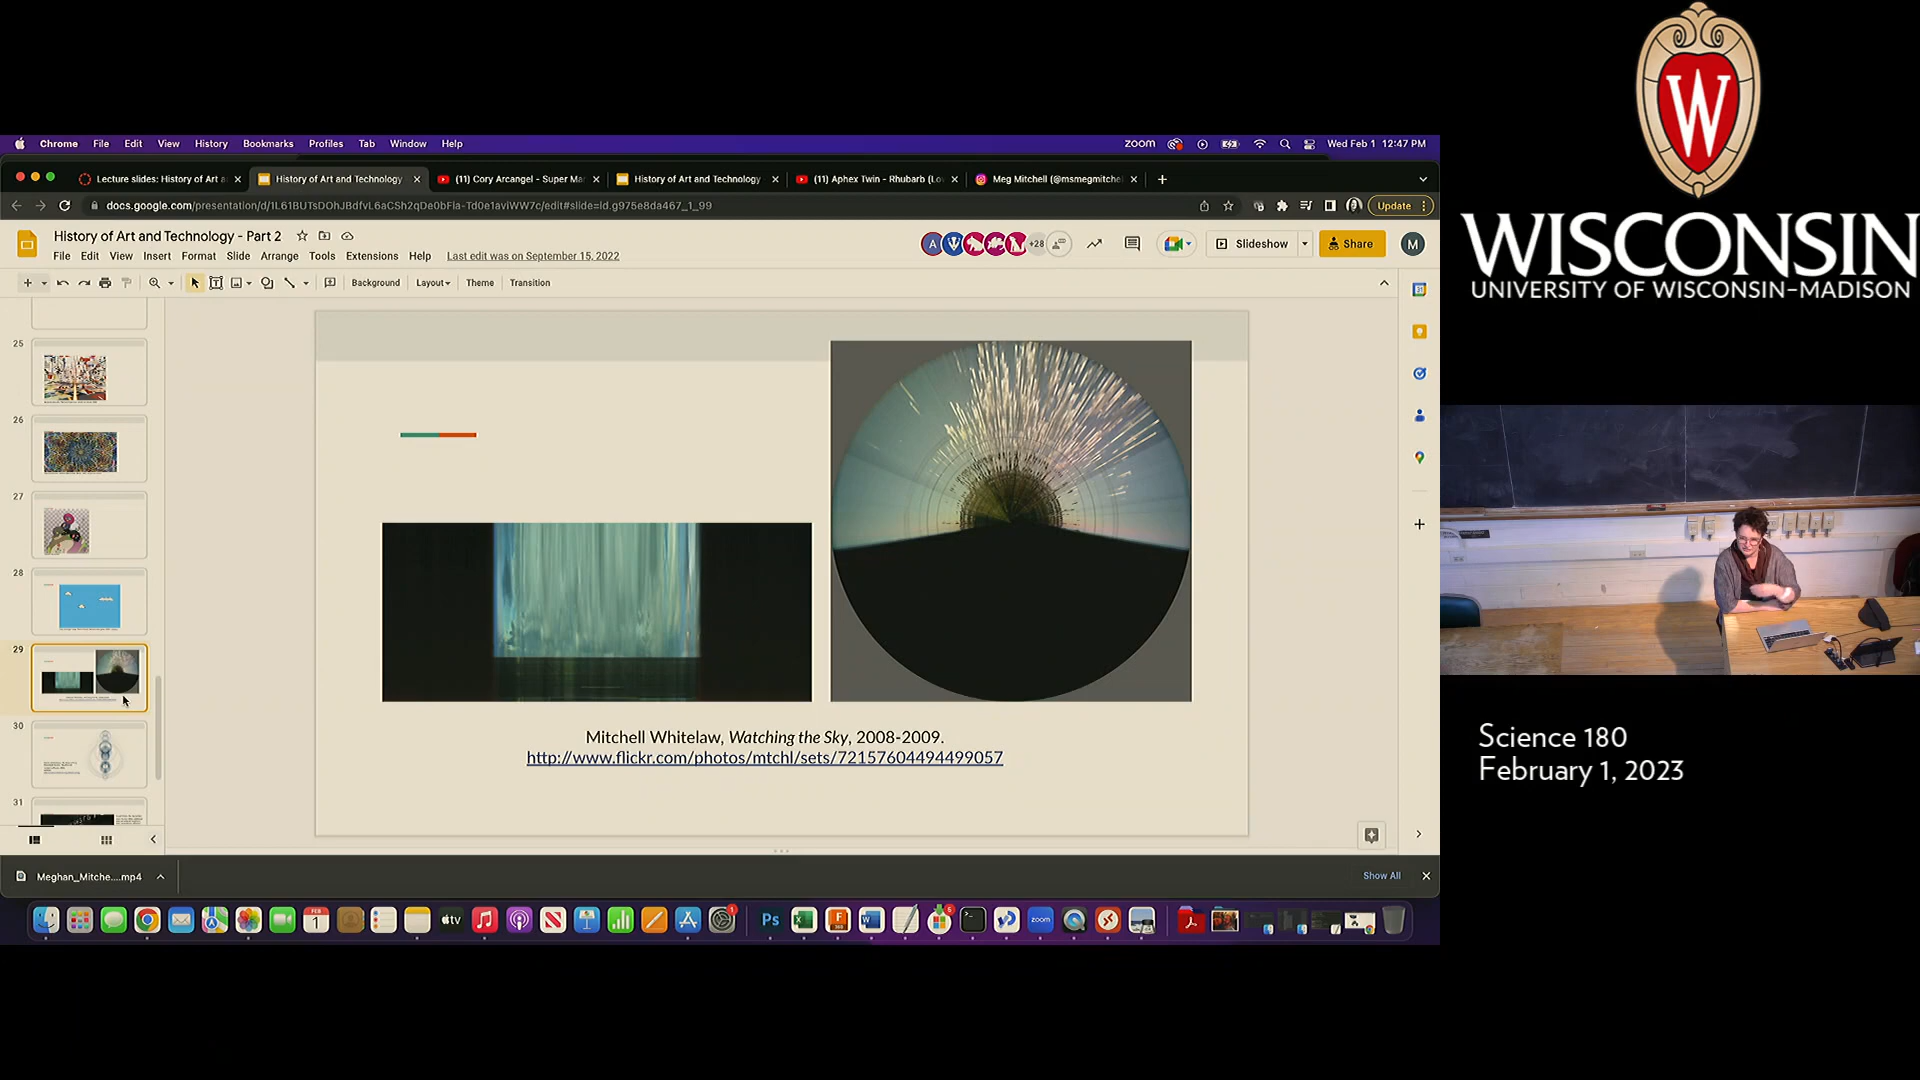 Chrome File Edit View History Bookmarks Profiles Tab Window Help
zoom
Wed Feb 1 12:47 PM
Lecture slides: History of Art a
History of Art and Technology
(11) Cory Arcangel - Super Ma
History of Art and Technology
(11) Aphex Twin - Rhubarb (Lo
Meg Mitchell (@msmegmitche
docs.google.com/presentation/d/1L61BUTsDOhJBdfvL6aCSh2qDe0bFla-Td0e1aviWW7c/edit#slide=id.g975e8da467_1_99
Update
History of Art and Technology - Part 2
A
+28
Slideshow
Share
M
File Edit View Insert Format Slide Arrange Tools Extensions Help
Last edit was on September 15, 2022
Background Layout Theme Transition
25
26
27
28
29
30
31
Mitchell Whitelaw, Watching the Sky, 2008-2009.
http://www.flickr.com/photos/mtchl/sets/72157604494499057
Meghan_Mitche....mp4
Show All
FEB
1
tv
Ps
zoom
W
WISCONSIN
UNIVERSITY OF WISCONSIN–MADISON
Science 180
February 1, 2023